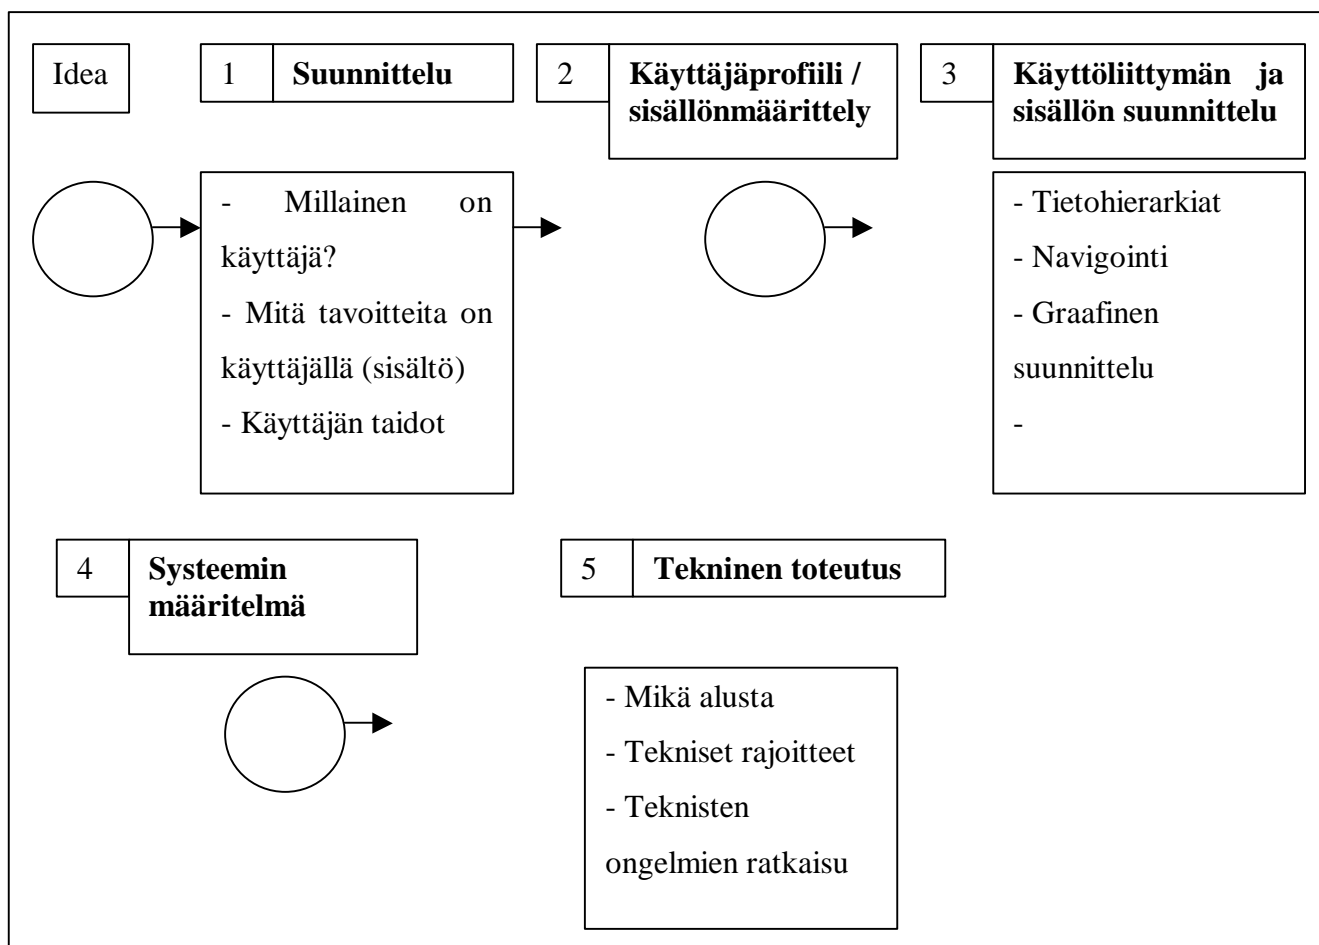 Idea
1 Suunnittelu
2 Käyttäjäprofiili /
sisällönmäärittely
3 Käyttöliittymän ja
sisällön suunnittelu
- Millainen on
käyttäjä?
- Mitä tavoitteita on
käyttäjällä (sisältö)
- Käyttäjän taidot
- Tietohierarkiat
- Navigointi
- Graafinen
suunnittelu
-
4 Systeemin
määritelmä
5 Tekninen toteutus
- Mikä alusta
- Tekniset rajoitteet
- Teknisten
ongelmien ratkaisu